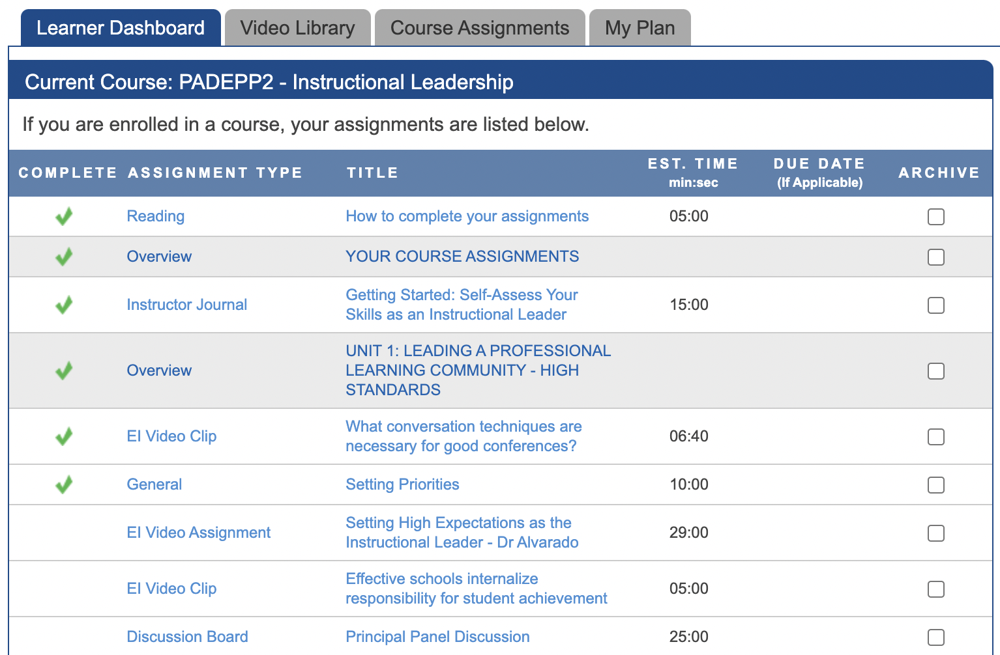 Learner Dashboard
Video Library
Course Assignments
My Plan
Current Course: PADEPP2 - Instructional Leadership
If you are enrolled in a course, your assignments are listed below.
COMPLETE ASSIGNMENT TYPE TITLE EST. TIME min:sec DUE DATE (If Applicable) ARCHIVE
Reading How to complete your assignments 05:00
Overview YOUR COURSE ASSIGNMENTS
Instructor Journal Getting Started: Self-Assess Your
Skills as an Instructional Leader 15:00
Overview UNIT 1: LEADING A PROFESSIONAL
LEARNING COMMUNITY - HIGH
STANDARDS
EI Video Clip What conversation techniques are
necessary for good conferences? 06:40
General Setting Priorities 10:00
EI Video Assignment Setting High Expectations as the
Instructional Leader - Dr Alvarado 29:00
EI Video Clip Effective schools internalize
responsibility for student achievement 05:00
Discussion Board Principal Panel Discussion 25:00